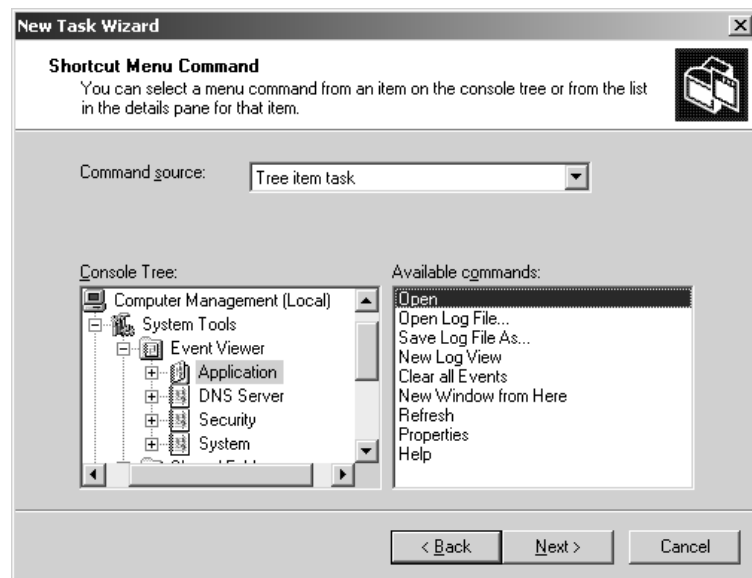 New Task Wizard
Shortcut Menu Command
You can select a menu command from an item on the console tree or from the list
in the details pane for that item.
Command source:
Tree item task
Console Tree:
Computer Management (Local)
System Tools
Event Viewer
Application
DNS Server
Security
System
Available commands:
Open
Open Log File...
Save Log File As...
New Log View
Clear all Events
New Window from Here
Refresh
Properties
Help
< Back
Next >
Cancel